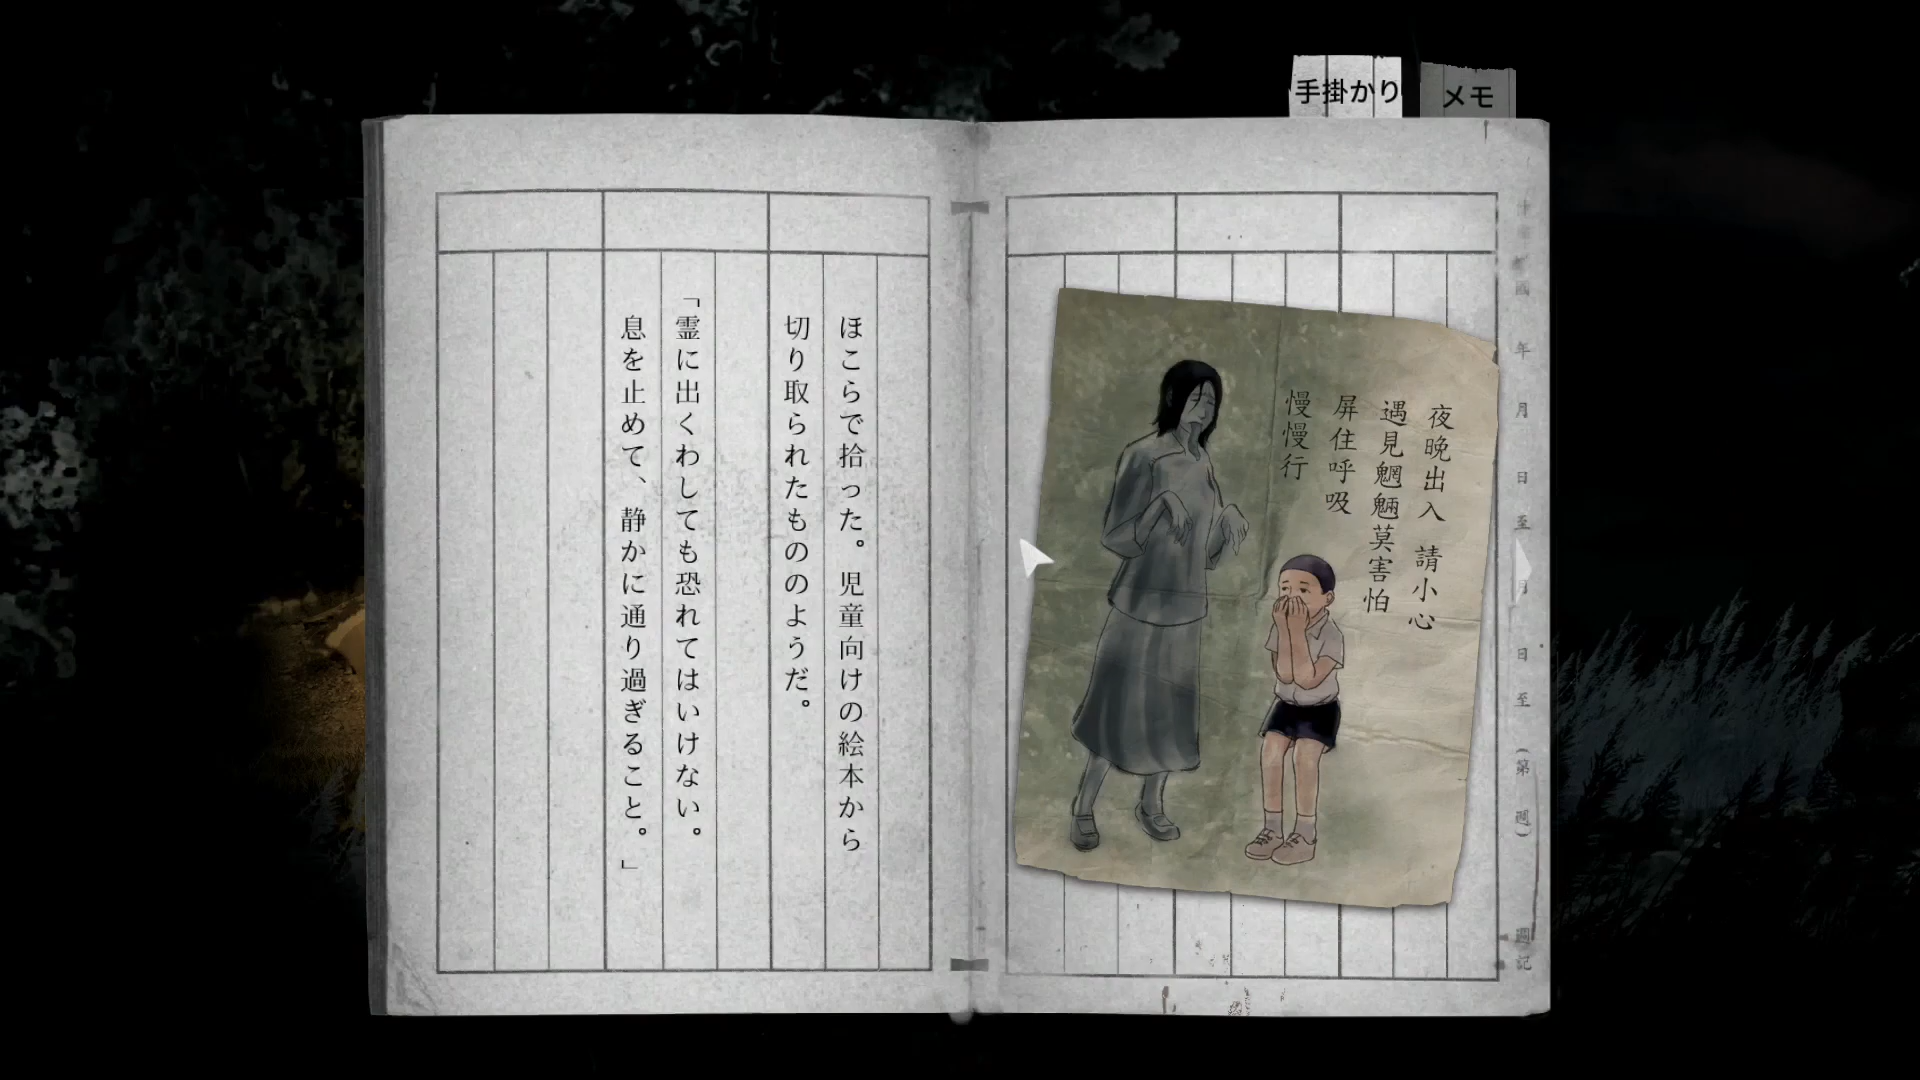 手掛かり
メモ
ほこらで拾った。児童向けの絵本から
切り取られたもののようだ。
「霊に出くわしても恐れてはいけない。
息を止めて、静かに通り過ぎること。」
夜晚出入 請小心
遇見魍魎莫害怕
屏住呼吸
慢慢行
國 年 月 日至 月 日至 (第 週)
週記